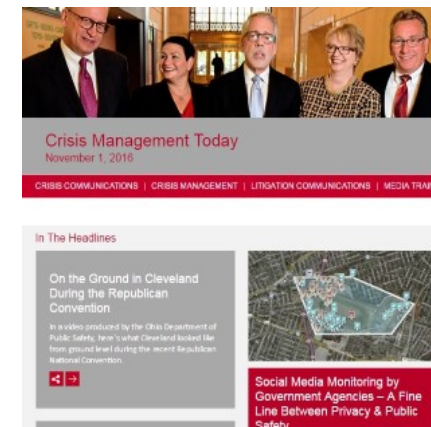 Crisis Management Today
November 1, 2016
CRISIS COMMUNICATIONS | CRISIS MANAGEMENT | LITIGATION COMMUNICATIONS | MEDIA TRAI
In The Headlines
On the Ground in Cleveland
During the Republican
Convention
In a video produced by the Ohio Department of
Public Safety, here's what Cleveland looked like
from ground level during the recent Republican
National Convention.
Social Media Monitoring by
Government Agencies – A Fine
Line Between Privacy & Public
Safety